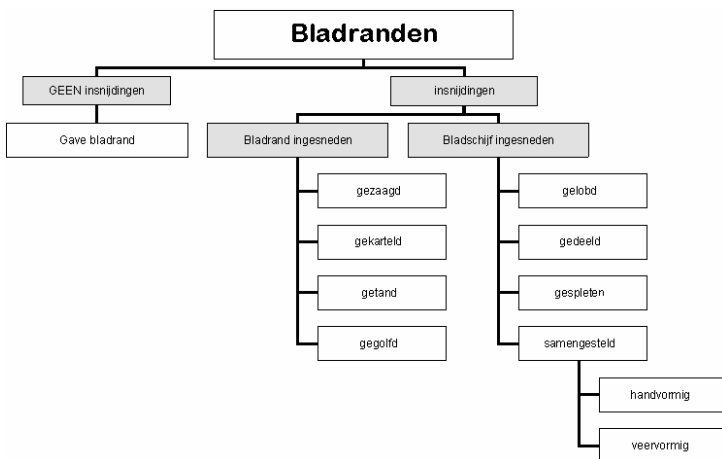 Bladranden
GEEN insnijdingen
insnijdingen
Gave bladrand
Bladrand ingesneden
Bladschijf ingesneden
gezaagd
gelobd
gekarteld
gedeeld
getand
gespleten
gegolfd
samengesteld
handvormig
veervormig